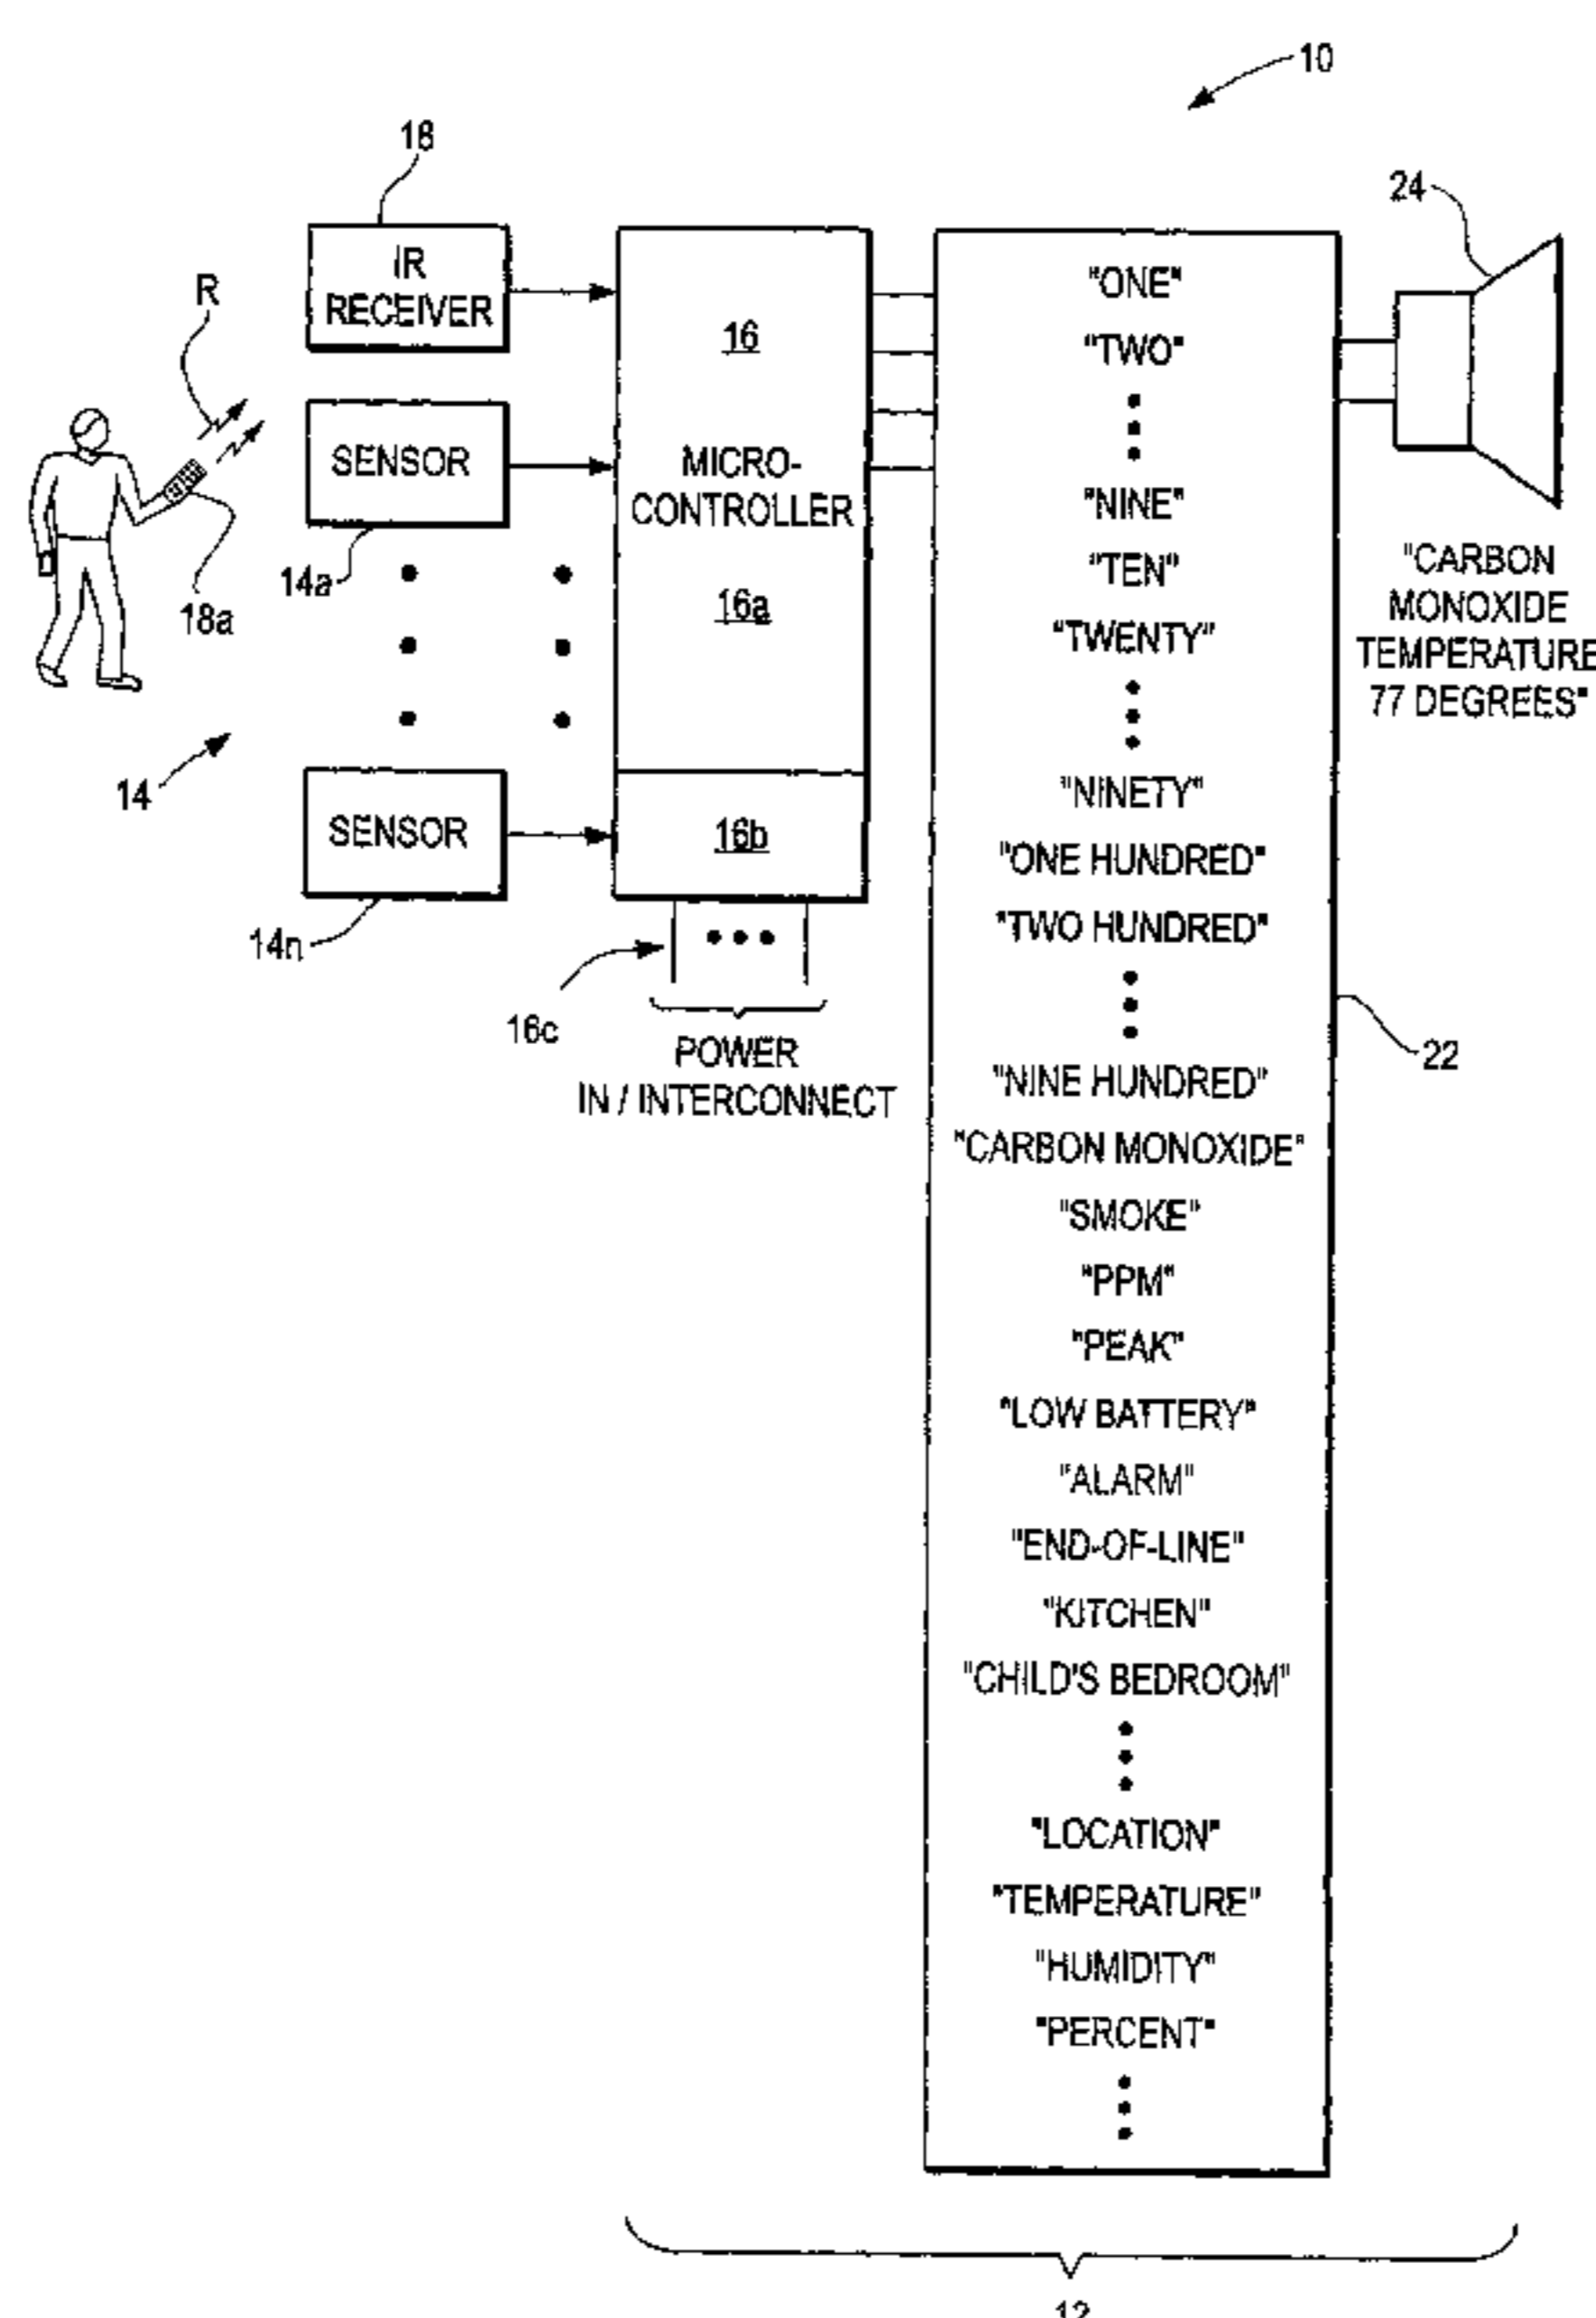 10
18
24
IR
RECEIVER
R
16
SENSOR
MICRO-
CONTROLLER
14a
18a
16a
14
SENSOR
16b
14n
16c
POWER
IN / INTERCONNECT
"ONE"
"TWO"
"NINE"
"TEN"
"TWENTY"
"NINETY"
"ONE HUNDRED"
"TWO HUNDRED"
"NINE HUNDRED"
"CARBON MONOXIDE"
"SMOKE"
"PPM"
"PEAK"
"LOW BATTERY"
"ALARM"
"END-OF-LINE"
"KITCHEN"
"CHILD'S BEDROOM"
"LOCATION"
"TEMPERATURE"
"HUMIDITY"
"PERCENT"
22
"CARBON
MONOXIDE
TEMPERATURE
77 DEGREES"
12